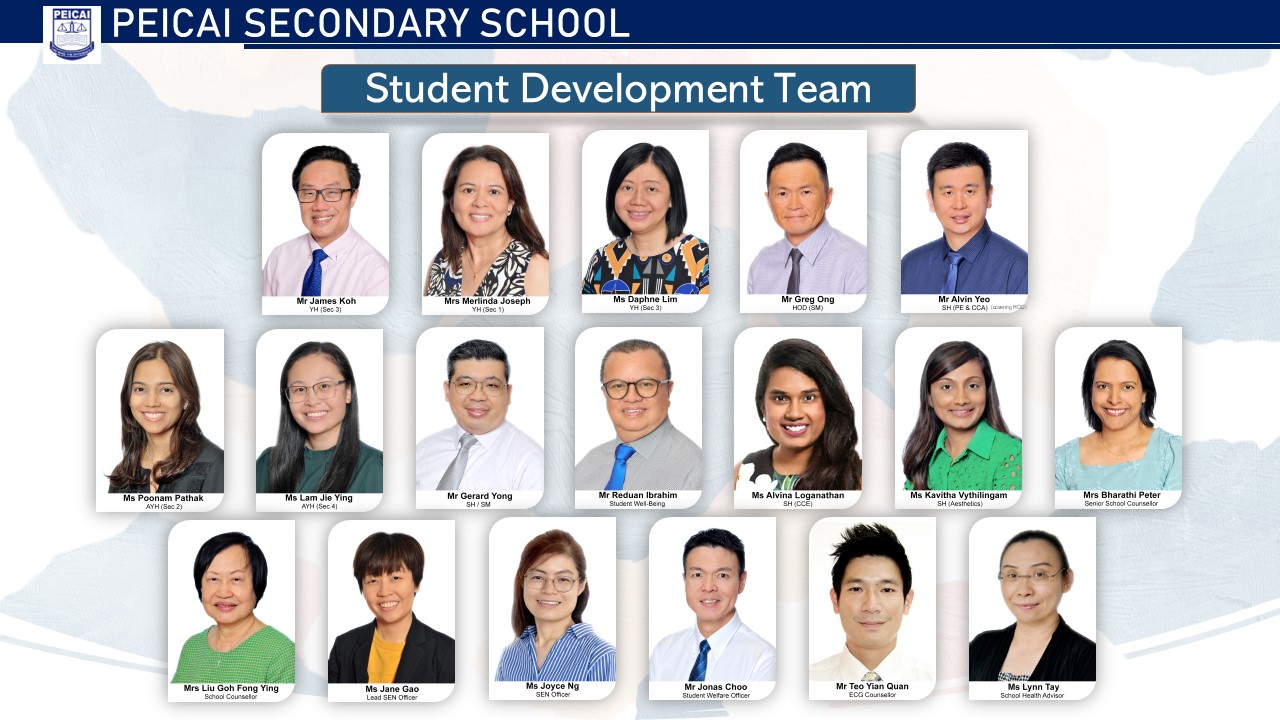 PEICAI
PEICAI SECONDARY SCHOOL
Student Development Team
Mr James Koh
YH (Sec 3)
Mrs Merlinda Joseph
YH (Sec 1)
Ms Daphne Lim
YH (Sec 3)
Mr Greg Ong
HOD (SM)
Mr Alvin Yeo
SH (PE & CCA) (covering HOD)
Ms Poonam Pathak
AYH (Sec 2)
Ms Lam Jie Ying
AYH (Sec 4)
Mr Gerard Yong
SH / SM
Mr Reduan Ibrahim
Student Well-Being
Ms Alvina Loganathan
SH (CCE)
Ms Kavitha Vythilingam
SH (Aesthetics)
Mrs Bharathi Peter
Senior School Counsellor
Mrs Liu Goh Fong Ying
School Counsellor
Ms Jane Gao
Lead SEN Officer
Ms Joyce Ng
SEN Officer
Mr Jonas Choo
Student Welfare Officer
Mr Teo Yian Quan
ECG Counsellor
Ms Lynn Tay
School Health Advisor